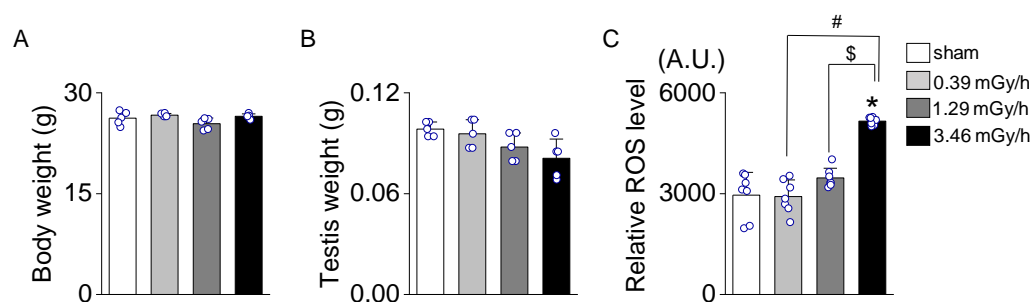 A
Body weight (g)
30
15
0
B
Testis weight (g)
0.12
0.06
0.00
C
(A.U.)
Relative ROS level
6000
3000
0
#
$
*
sham
0.39 mGy/h
1.29 mGy/h
3.46 mGy/h